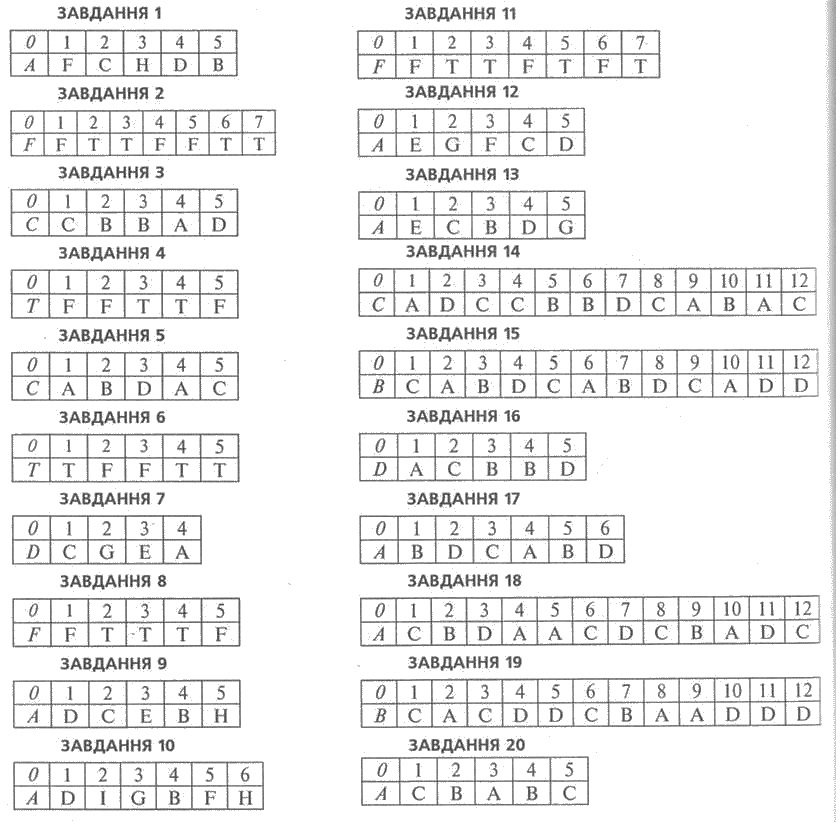 ЗАВДАННЯ 1
0 1 2 3 4 5
A F C H D B
ЗАВДАННЯ 2
0 1 2 3 4 5 6 7
F F T T F F T T
ЗАВДАННЯ 3
0 1 2 3 4 5
C C B B A D
ЗАВДАННЯ 4
0 1 2 3 4 5
T F F T T F
ЗАВДАННЯ 5
0 1 2 3 4 5
C A B D A C
ЗАВДАННЯ 6
0 1 2 3 4 5
T T F F T T
ЗАВДАННЯ 7
0 1 2 3 4
D C G E A
ЗАВДАННЯ 8
0 1 2 3 4 5
F F T T T F
ЗАВДАННЯ 9
0 1 2 3 4 5
A D C E B H
ЗАВДАННЯ 10
0 1 2 3 4 5 6
A D I G B F H
ЗАВДАННЯ 11
0 1 2 3 4 5 6 7
F F T T F T F T
ЗАВДАННЯ 12
0 1 2 3 4 5
A E G F C D
ЗАВДАННЯ 13
0 1 2 3 4 5
A E C B D G
ЗАВДАННЯ 14
0 1 2 3 4 5 6 7 8 9 10 11 12
C A D C C B B D C A B A C
ЗАВДАННЯ 15
0 1 2 3 4 5 6 7 8 9 10 11 12
B C A B D C A B D C A D D
ЗАВДАННЯ 16
0 1 2 3 4 5
D A C B B D
ЗАВДАННЯ 17
0 1 2 3 4 5 6
A B D C A B D
ЗАВДАННЯ 18
0 1 2 3 4 5 6 7 8 9 10 11 12
A C B D A A C D C B A D C
ЗАВДАННЯ 19
0 1 2 3 4 5 6 7 8 9 10 11 12
B C A C D D C B A A D D D
ЗАВДАННЯ 20
0 1 2 3 4 5
A C B A B C